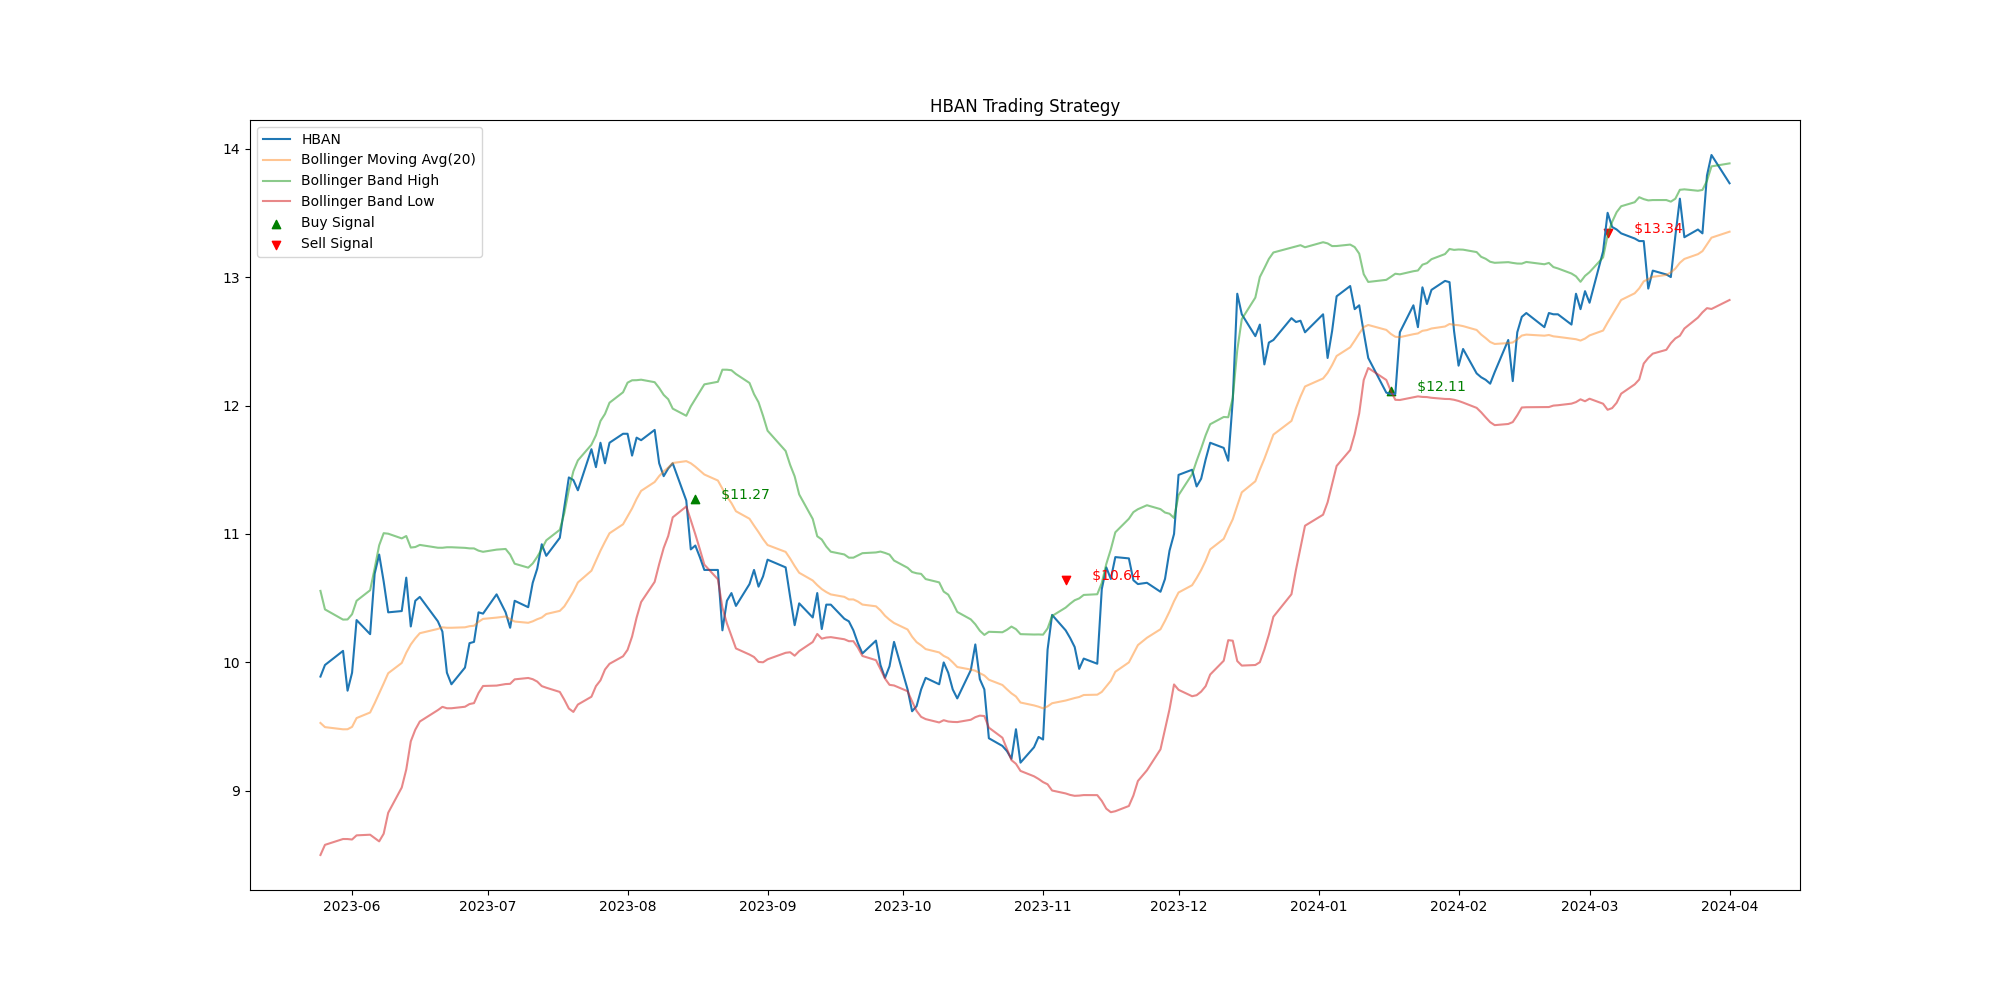 HBAN Trading Strategy
HBAN
Bollinger Moving Avg(20)
Bollinger Band High
Bollinger Band Low
Buy Signal
Sell Signal
14
13
12
11
10
9
$11.27
$10.64
$12.11
$13.34
2023-06 2023-07 2023-08 2023-09 2023-10 2023-11 2023-12 2024-01 2024-02 2024-03 2024-04